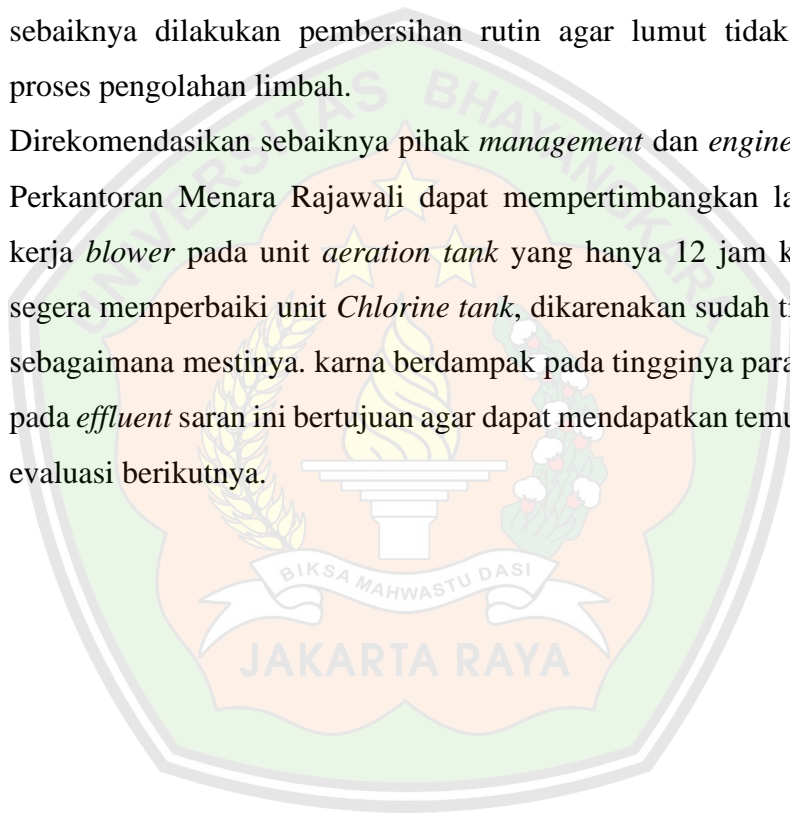 sebaiknya dilakukan pembersihan rutin agar lumut tidak
proses pengolahan limbah.
Direkomendasikan sebaiknya pihak management dan engine
Perkantoran Menara Rajawali dapat mempertimbangkan la
kerja blower pada unit aeration tank yang hanya 12 jam k
segera memperbaiki unit Chlorine tank, dikarenakan sudah ti
sebagaimana mestinya. karna berdampak pada tingginya para
pada effluent saran ini bertujuan agar dapat mendapatkan temu
evaluasi berikutnya.
UNIVERSITAS BHAYANGKARA
BIKSA MAHWASTU DASI
JAKARTA RAYA